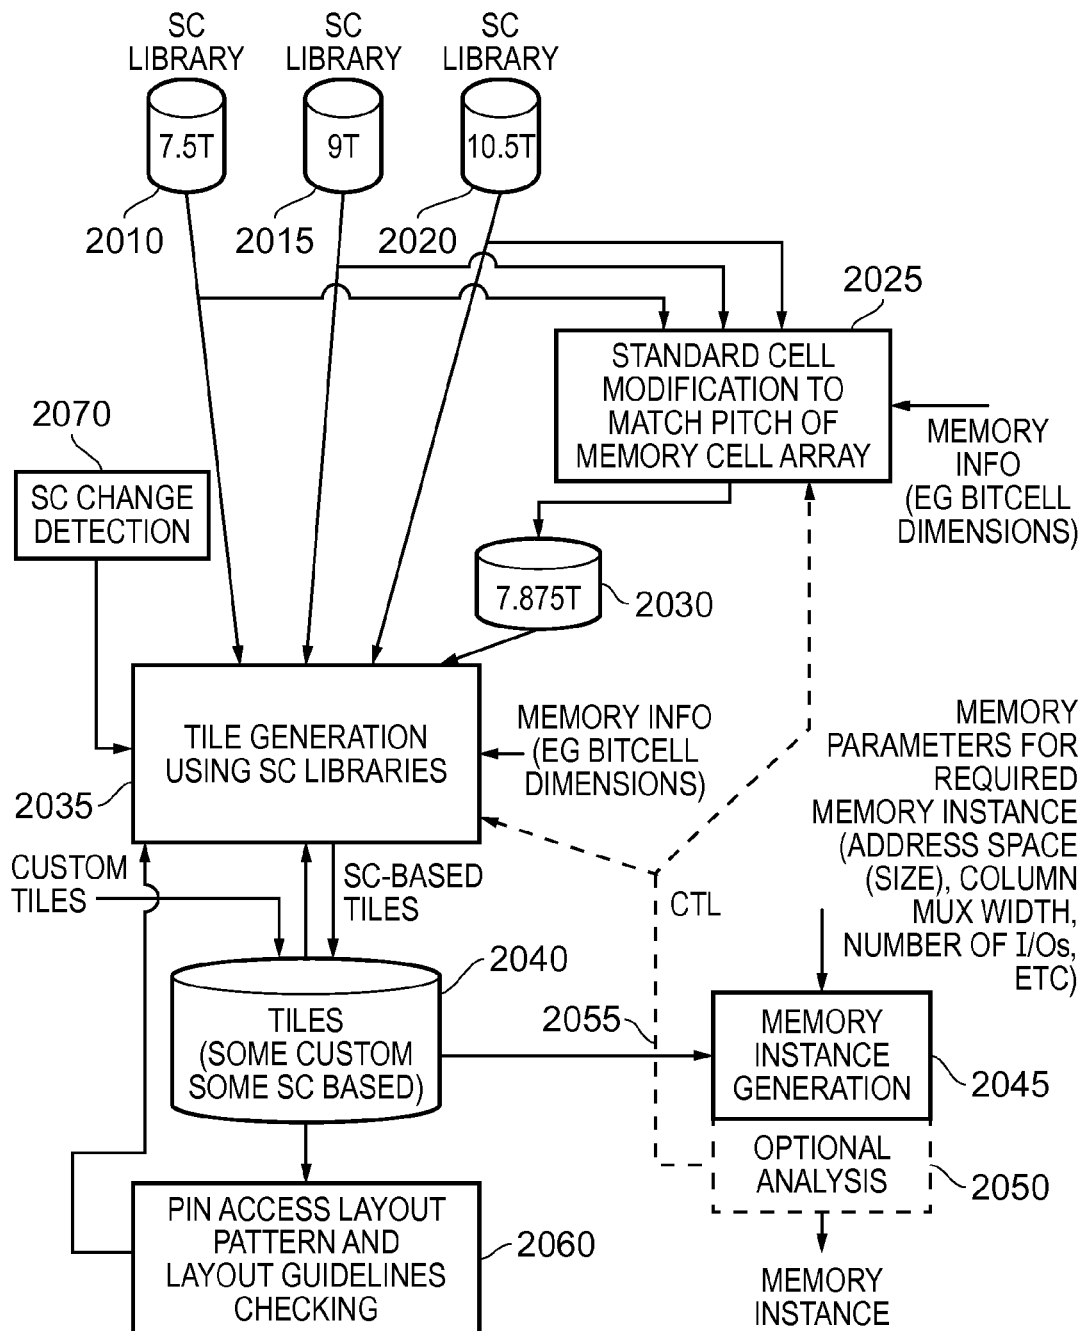 SC
LIBRARY
SC
LIBRARY
SC
LIBRARY
7.5T
9T
10.5T
2010
2015
2020
2025
STANDARD CELL
MODIFICATION TO
MATCH PITCH OF
MEMORY CELL ARRAY
MEMORY
INFO
(EG BITCELL
DIMENSIONS)
2070
SC CHANGE
DETECTION
7.875T
2030
TILE GENERATION
USING SC LIBRARIES
2035
MEMORY INFO
(EG BITCELL
DIMENSIONS)
MEMORY
PARAMETERS FOR
REQUIRED
MEMORY INSTANCE
(ADDRESS SPACE
(SIZE), COLUMN
MUX WIDTH,
NUMBER OF I/Os,
ETC)
CUSTOM
TILES
SC-BASED
TILES
CTL
2040
TILES
(SOME CUSTOM
SOME SC BASED)
2055
MEMORY
INSTANCE
GENERATION
2045
OPTIONAL
ANALYSIS
2050
PIN ACCESS LAYOUT
PATTERN AND
LAYOUT GUIDELINES
CHECKING
2060
MEMORY
INSTANCE